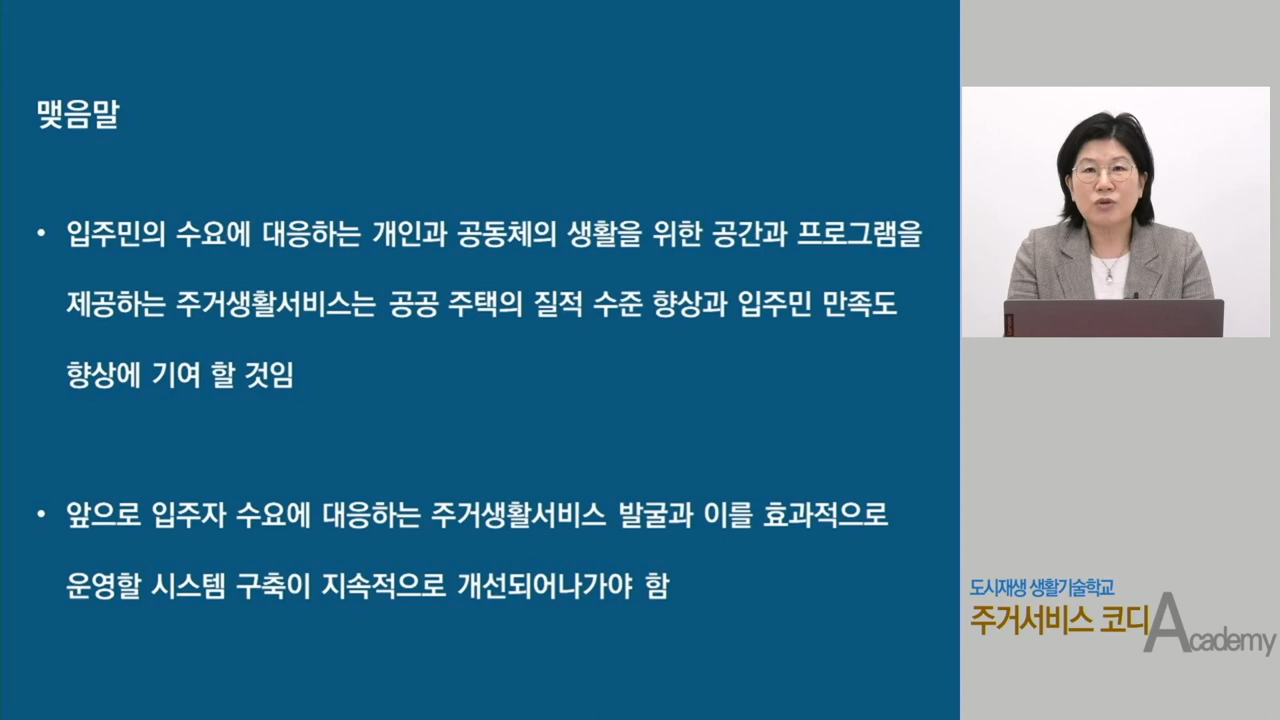 맺음말
• 입주민의 수요에 대응하는 개인과 공동체의 생활을 위한 공간과 프로그램을
제공하는 주거생활서비스는 공공 주택의 질적 수준 향상과 입주민 만족도
향상에 기여 할 것임
• 앞으로 입주자 수요에 대응하는 주거생활서비스 발굴과 이를 효과적으로
운영할 시스템 구축이 지속적으로 개선되어나가야 함
도시재생 생활기술학교
주거서비스 코디 Academy